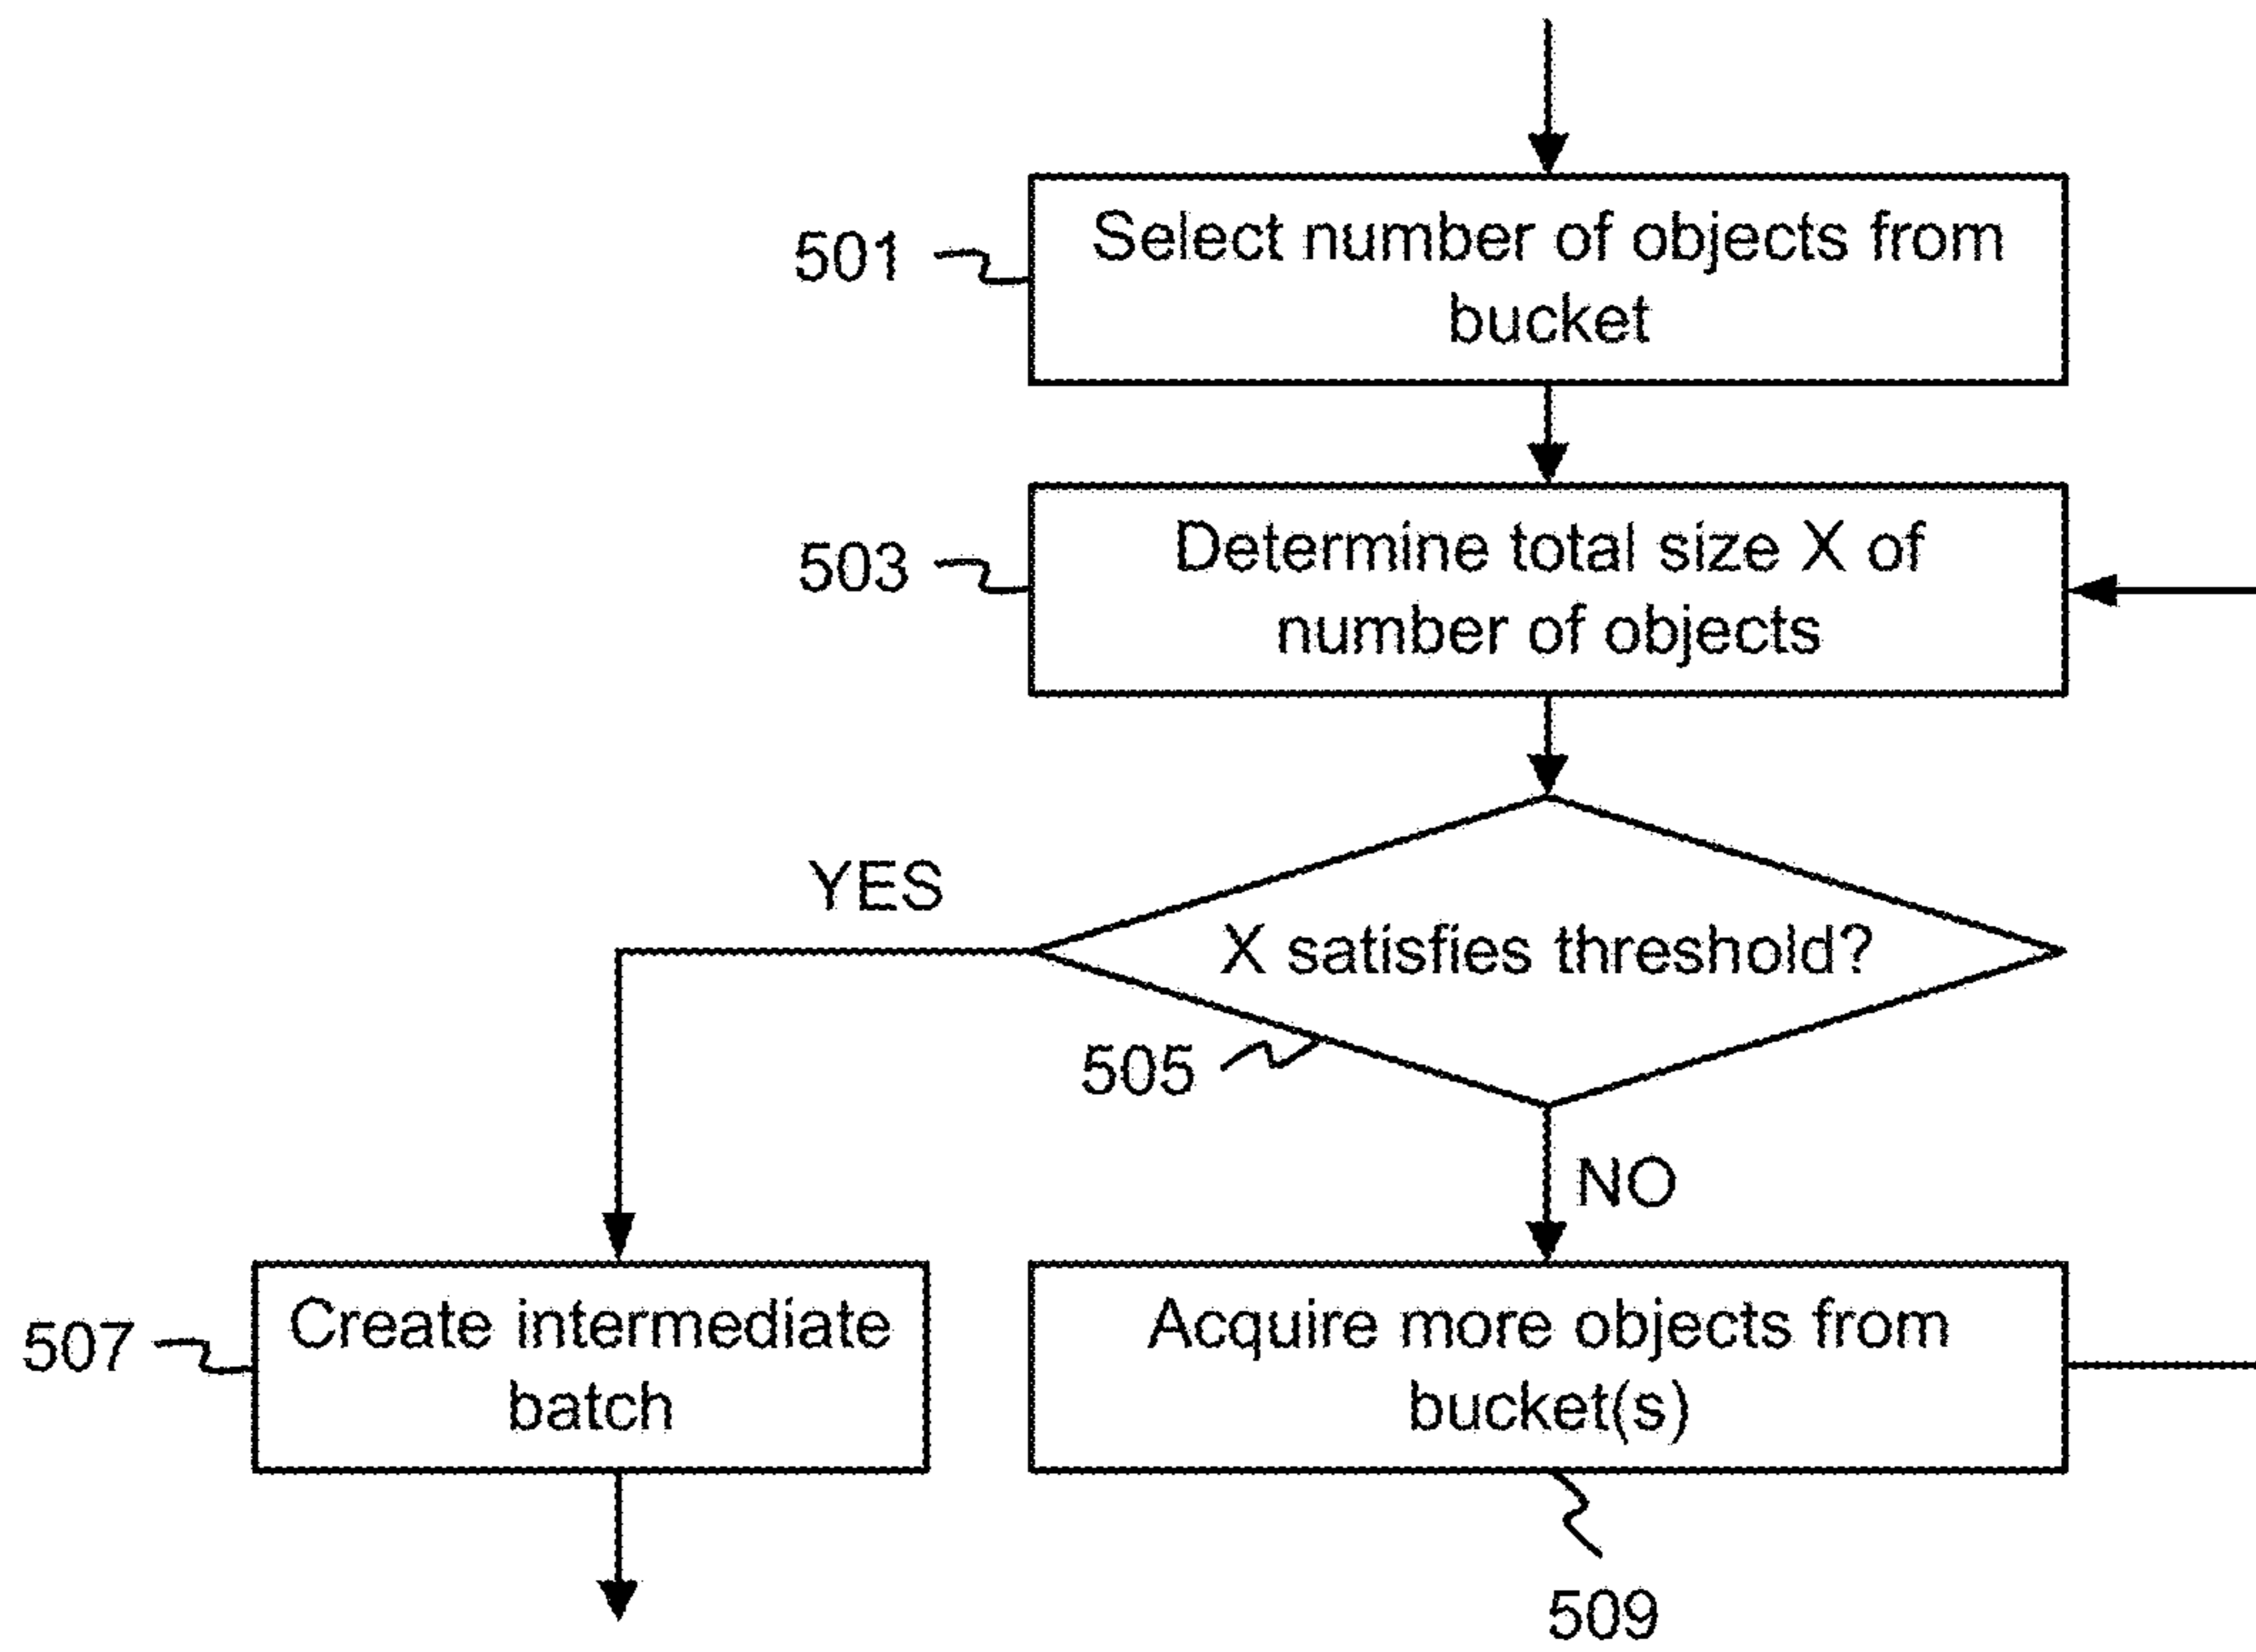 501
Select number of objects from
bucket
503
Determine total size X of
number of objects
YES
X satisfies threshold?
505
NO
507
Create intermediate
batch
Acquire more objects from
bucket(s)
509